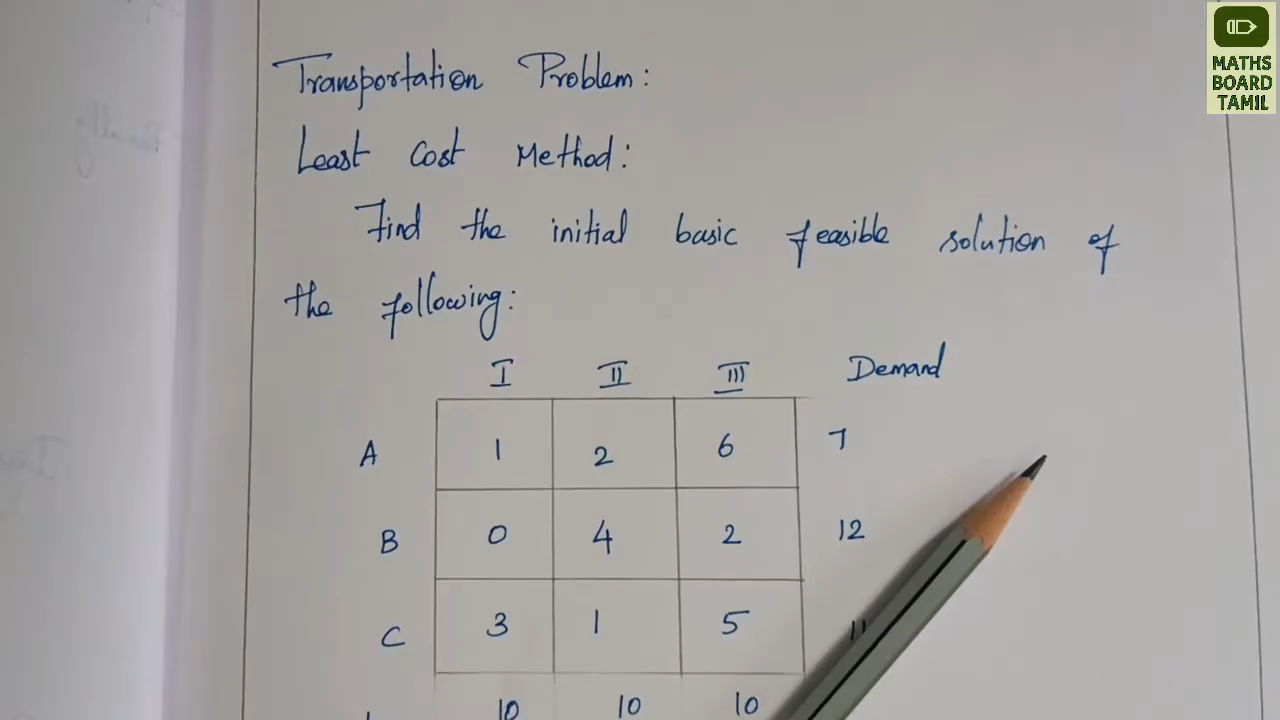 MATHS
BOARD
TAMIL
Transportation Problem:
Least Cost Method:
Find the initial basic feasible solution of
the following:
I II III Demand
A 1 2 6 7
B 0 4 2 12
C 3 1 5 11
10 10 10